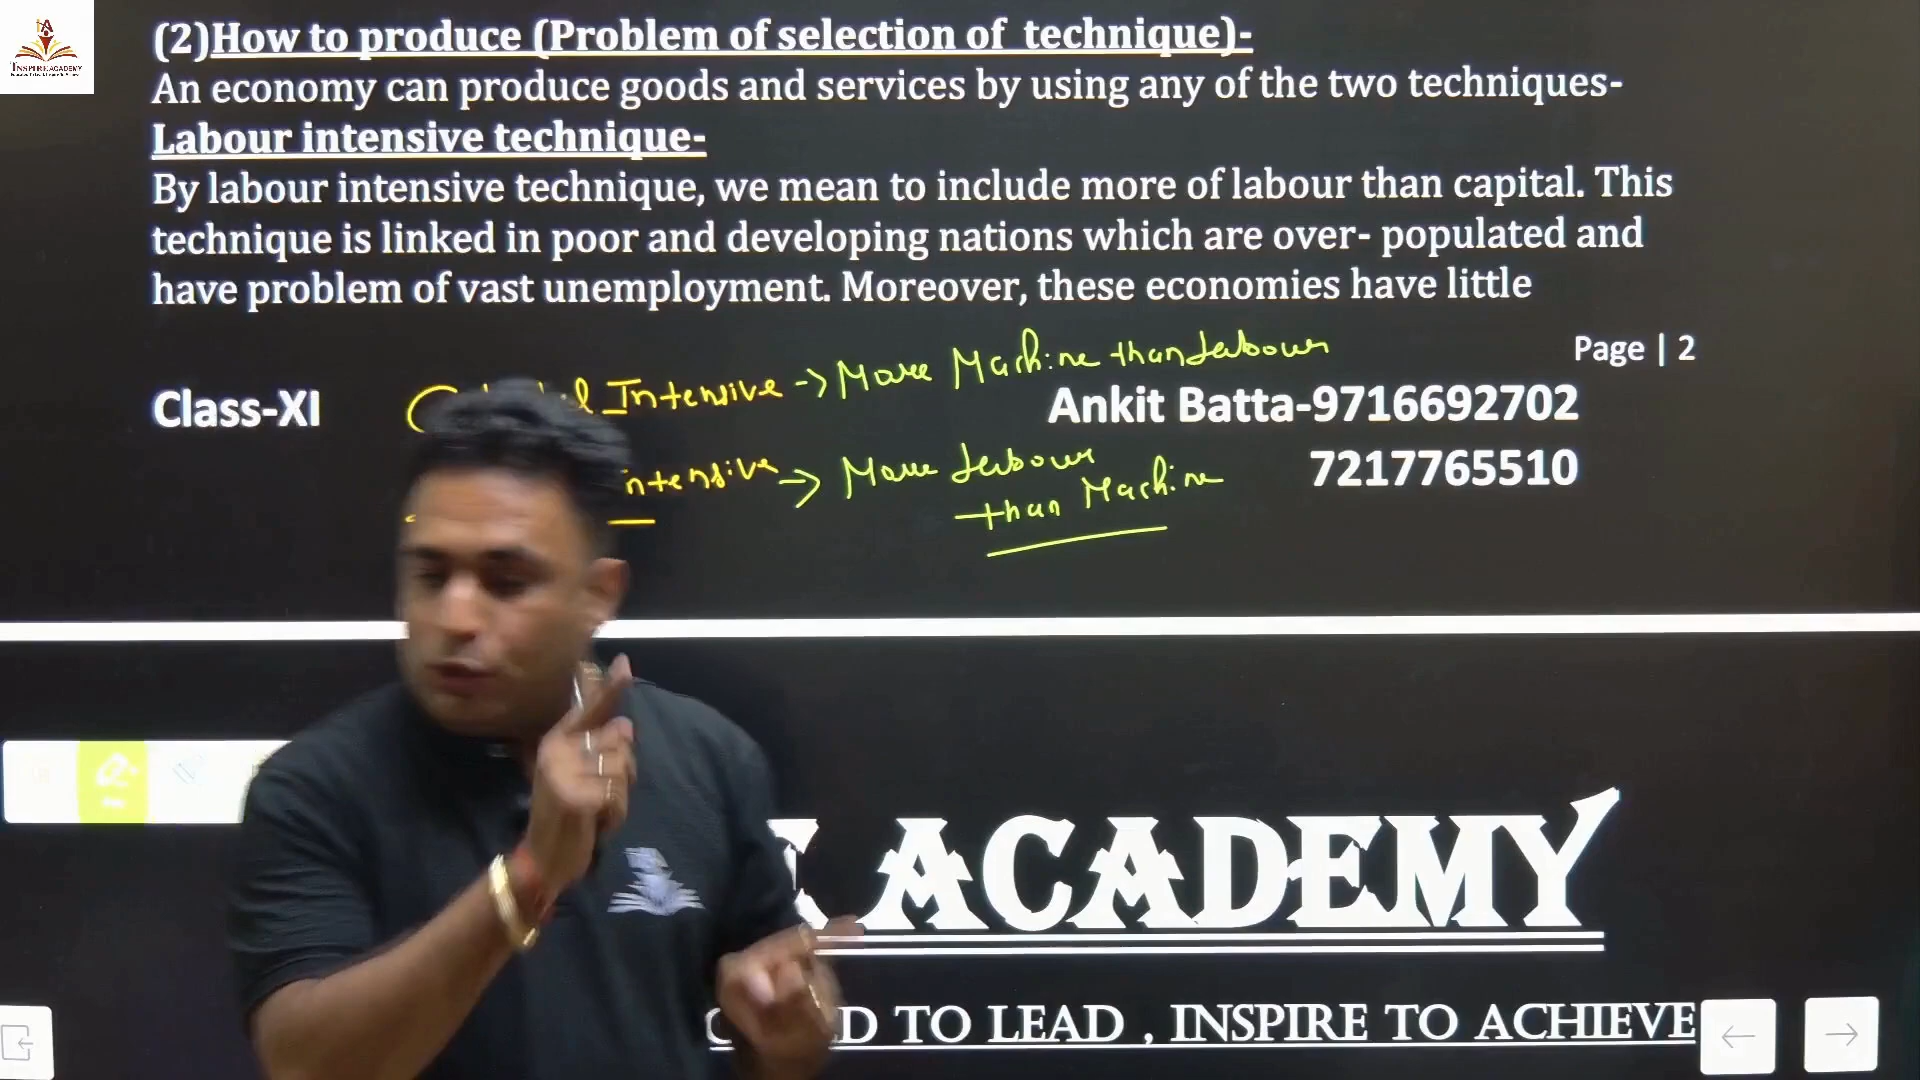 INSPIRE ACADEMY
(2)How to produce (Problem of selection of technique)-
An economy can produce goods and services by using any of the two techniques-
Labour intensive technique-
By labour intensive technique, we mean to include more of labour than capital. This
technique is linked in poor and developing nations which are over- populated and
have problem of vast unemployment. Moreover, these economies have little
Page | 2
Intensive -> More Machine than Labour
Class-XI
Ankit Batta-9716692702
intensive -> More Labour
than Machine
7217765510
ACADEMY
TO LEAD , INSPIRE TO ACHIEVE